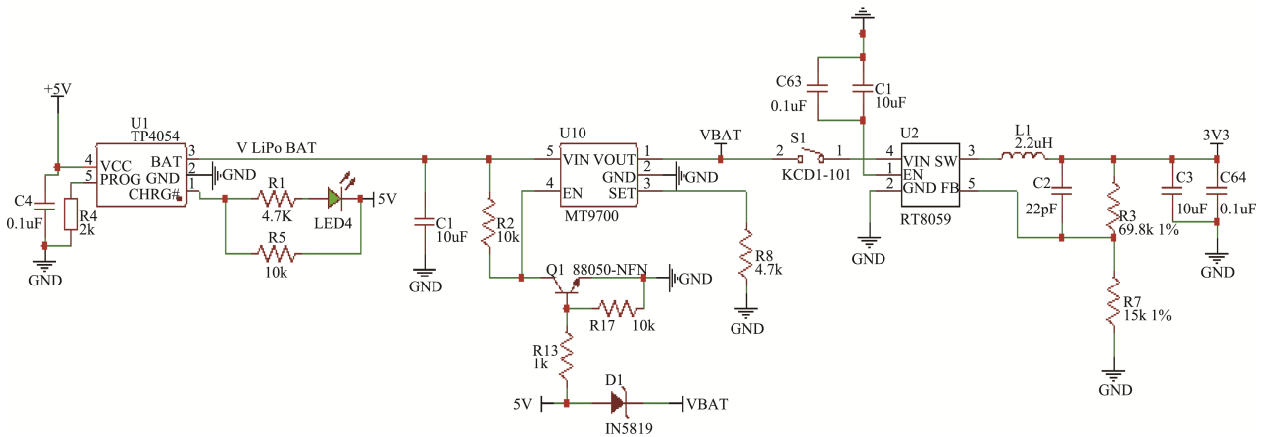 +5V
U1
TP4054
4
VCC
BAT
3
5
PROG
GND
2
CHRG#
1
V LiPo BAT
GND
C4
0.1uF
R4
2k
GND
R1
4.7K
LED4
5V
R5
10k
C1
10uF
GND
R2
10k
U10
5
VIN
VOUT
1
4
EN
GND
2
SET
3
MT9700
GND
Q1
88050-NFN
GND
R17
10k
R13
1k
5V
D1
IN5819
VBAT
R8
4.7k
GND
VBAT
S1
2
1
KCD1-101
GND
C63
0.1uF
C1
10uF
U2
4
VIN
SW
3
1
EN
2
GND
FB
5
RT8059
GND
L1
2.2uH
C2
22pF
R3
69.8k 1%
R7
15k 1%
GND
C3
10uF
3V3
C64
0.1uF
GND